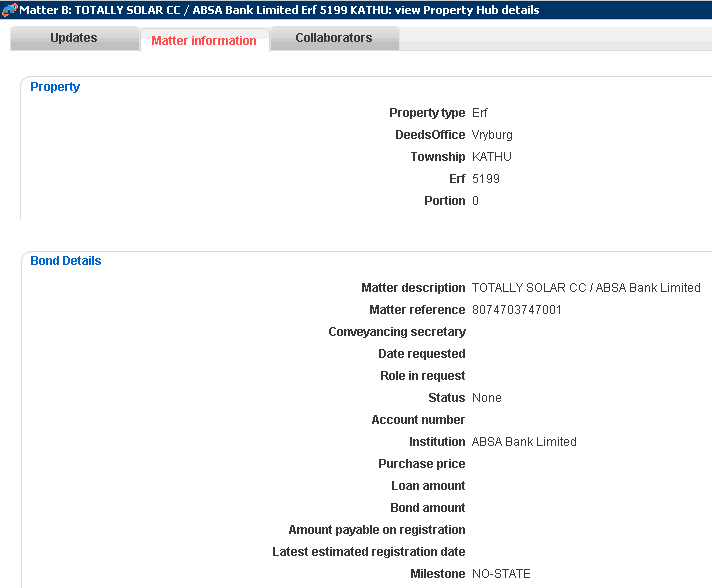 Matter B: TOTALLY SOLAR CC / ABSA Bank Limited Erf 5199 KATHU: view Property Hub details
Updates Matter information Collaborators
Property
Property type Erf
DeedsOffice Vryburg
Township KATHU
Erf 5199
Portion 0
Bond Details
Matter description TOTALLY SOLAR CC / ABSA Bank Limited
Matter reference 8074703747001
Conveyancing secretary
Date requested
Role in request
Status None
Account number
Institution ABSA Bank Limited
Purchase price
Loan amount
Bond amount
Amount payable on registration
Latest estimated registration date
Milestone NO-STATE